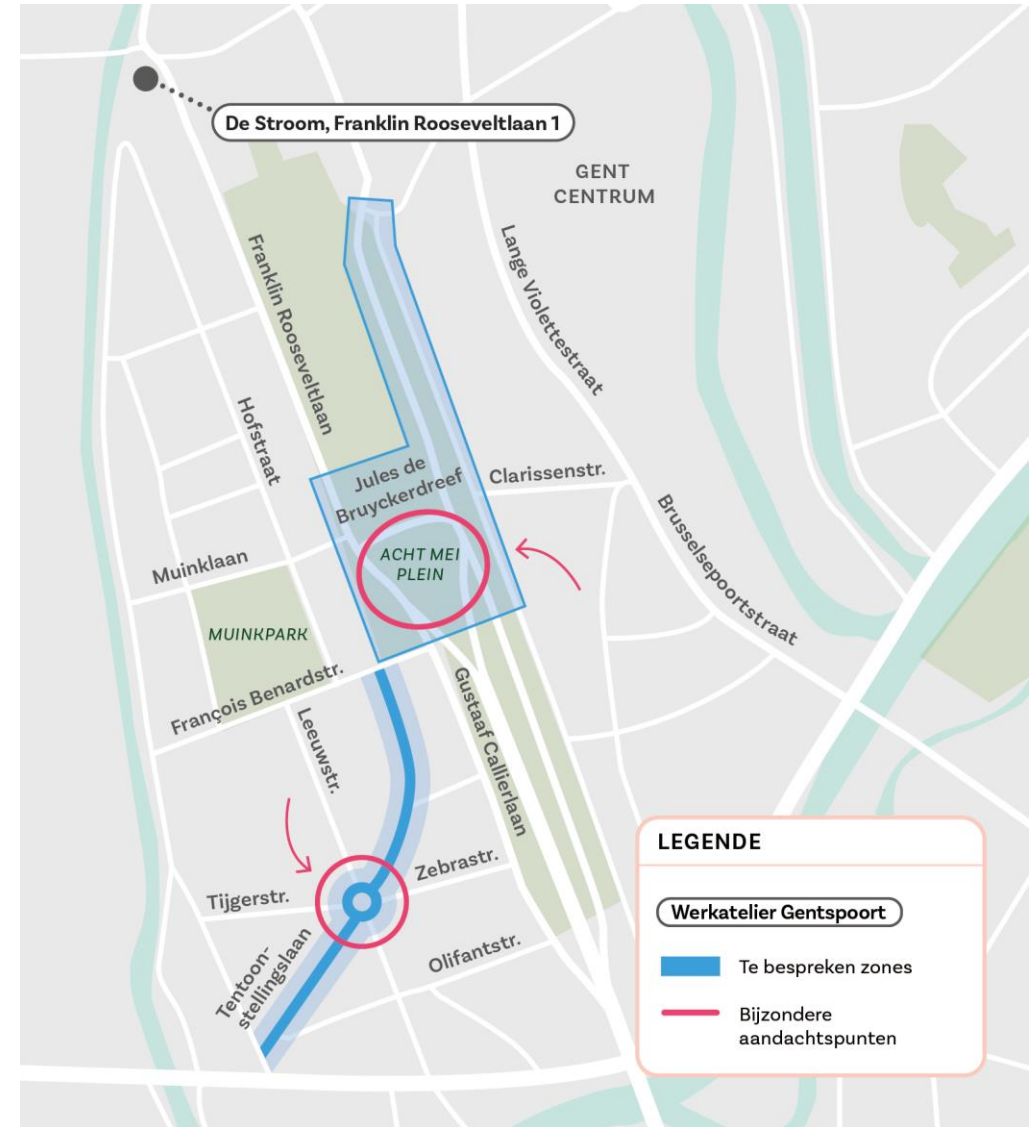 De Stroom, Franklin Rooseveltlaan 1
GENT
CENTRUM
Franklin Rooseveltlaan
Lange Violettestraat
Hofstraat
Jules de
Bruyckerdreef
Clarissenstr.
Brusselsepoortstraat
Muinklaan
ACHT MEI
PLEIN
MUINKPARK
François Benardstr.
Leeuwstr.
Gustaaf Callierlaan
Zebrastr.
Tijgerstr.
Tentoon-
stellingslaan
Olifantstr.
LEGENDE
Werkatelier Gentspoort
Te bespreken zones
Bijzondere
aandachtspunten